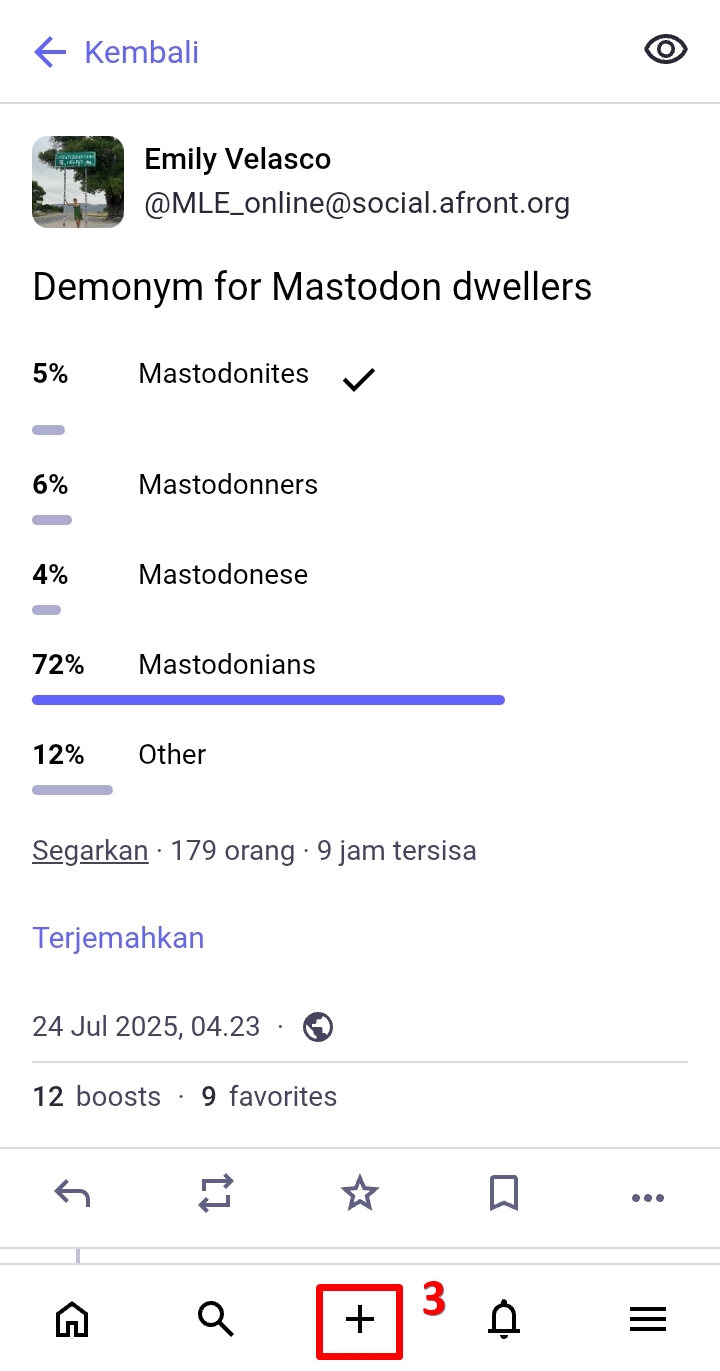 Kembali
Emily Velasco
@MLE_online@social.afront.org
Demonym for Mastodon dwellers
5% Mastodonites
6% Mastodonners
4% Mastodonese
72% Mastodonians
12% Other
Segarkan · 179 orang · 9 jam tersisa
Terjemahkan
24 Jul 2025, 04.23 ·
12 boosts · 9 favorites
3